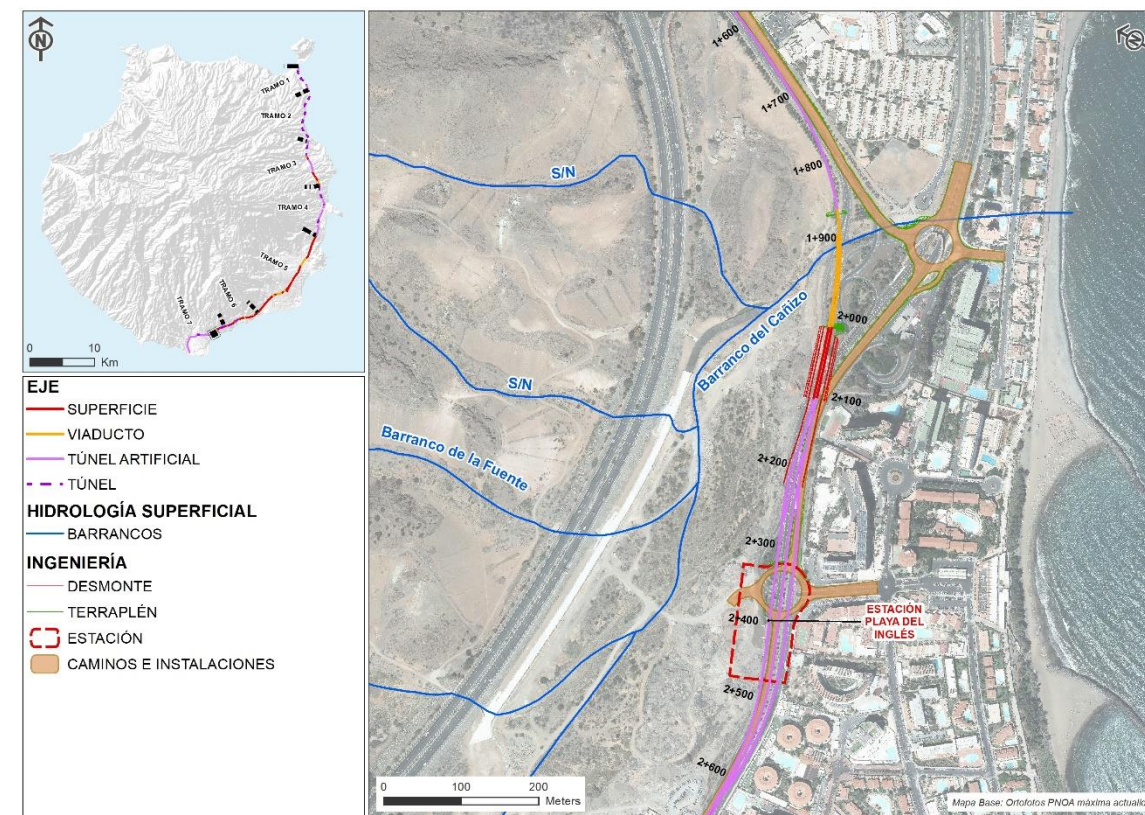 N
TRAMO 1
TRAMO 2
TRAMO 3
TRAMO 4
TRAMO 5
TRAMO 6
TRAMO 7
0 10
Km
EJE
SUPERFICIE
VIADUCTO
TÚNEL ARTIFICIAL
TÚNEL
HIDROLOGÍA SUPERFICIAL
BARRANCOS
INGENIERÍA
DESMONTE
TERRAPLÉN
ESTACIÓN
CAMINOS E INSTALACIONES
N
1+600
1+700
1+800
S/N
1+900
2+000
Barranco del Cañizo
S/N
2+100
Barranco de la Fuente
2+200
2+300
2+400
ESTACIÓN
PLAYA DEL
INGLÉS
2+500
2+600
0 100 200
Meters
Mapa Base: Ortofotos PNOA máxima actualid